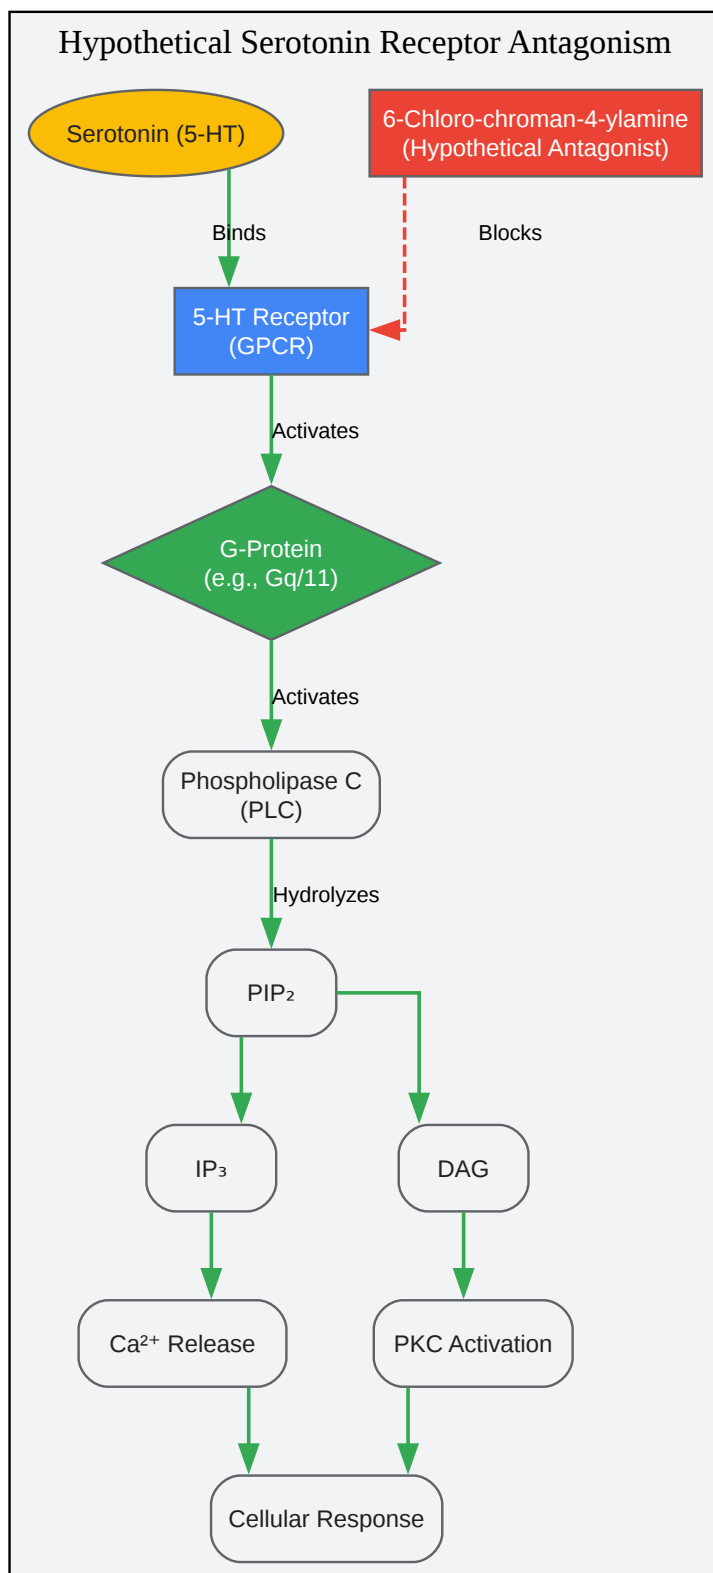 Hypothetical Serotonin Receptor Antagonism
Serotonin (5-HT)
6-Chloro-chroman-4-ylamine
(Hypothetical Antagonist)
Binds
Blocks
5-HT Receptor
(GPCR)
Activates
G-Protein
(e.g., Gq/11)
Activates
Phospholipase C
(PLC)
Hydrolyzes
PIP₂
IP₃
DAG
Ca²⁺ Release
PKC Activation
Cellular Response